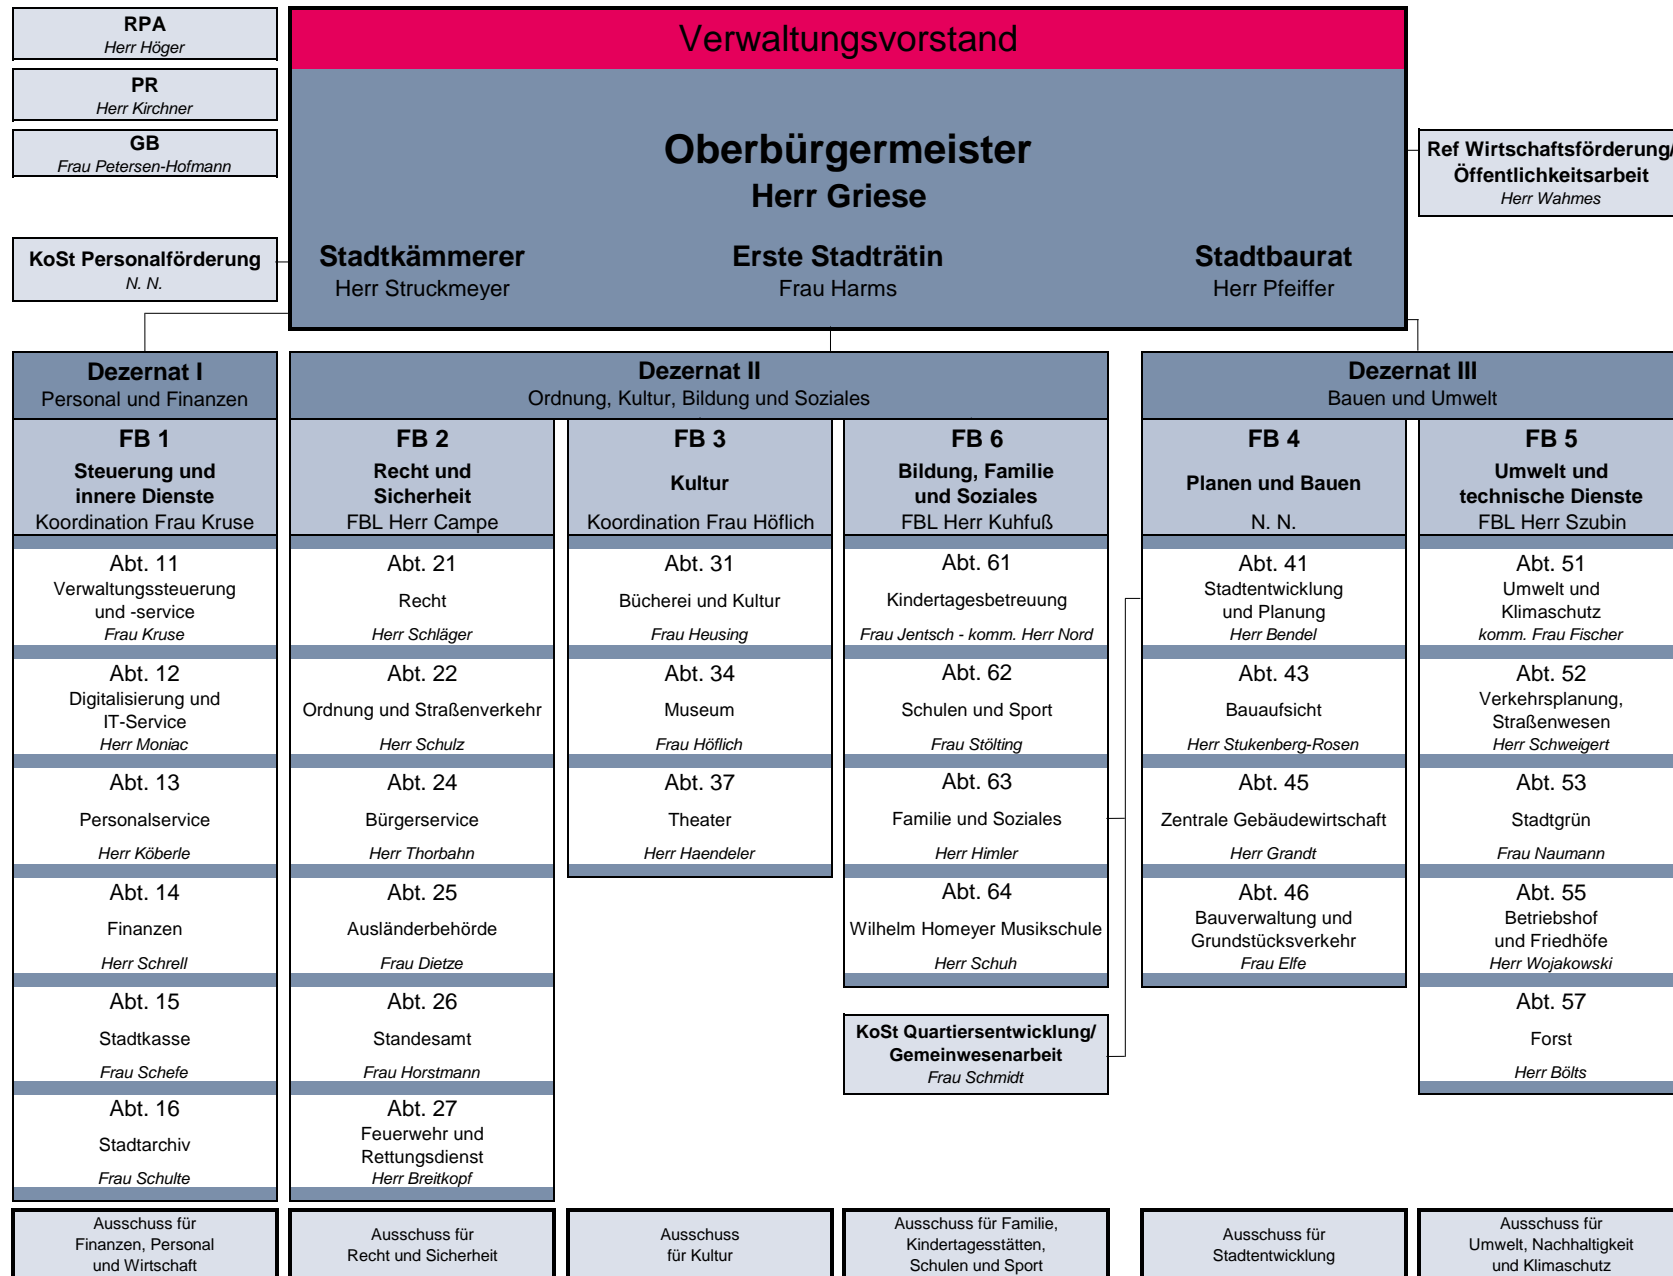 RPA
Herr Höger
PR
Herr Kirchner
GB
Frau Petersen-Hofmann
KoSt Personalförderung
N. N.
Verwaltungsvorstand
Oberbürgermeister
Herr Griese
Stadtkämmerer
Herr Struckmeyer
Erste Stadträtin
Frau Harms
Stadtbaurat
Herr Pfeiffer
Ref Wirtschaftsförderung/
Öffentlichkeitsarbeit
Herr Wahmes
Dezernat I
Personal und Finanzen
FB 1
Steuerung und
innere Dienste
Koordination Frau Kruse
Abt. 11
Verwaltungssteuerung
und -service
Frau Kruse
Abt. 12
Digitalisierung und
IT-Service
Herr Moniac
Abt. 13
Personalservice
Herr Köberle
Abt. 14
Finanzen
Herr Schrell
Abt. 15
Stadtkasse
Frau Schefe
Abt. 16
Stadtarchiv
Frau Schulte
Ausschuss für
Finanzen, Personal
und Wirtschaft
Dezernat II
Ordnung, Kultur, Bildung und Soziales
FB 2
Recht und
Sicherheit
FBL Herr Campe
Abt. 21
Recht
Herr Schläger
Abt. 22
Ordnung und Straßenverkehr
Herr Schulz
Abt. 24
Bürgerservice
Herr Thorbahn
Abt. 25
Ausländerbehörde
Frau Dietze
Abt. 26
Standesamt
Frau Horstmann
Abt. 27
Feuerwehr und
Rettungsdienst
Herr Breitkopf
Ausschuss für
Recht und Sicherheit
FB 3
Kultur
Koordination Frau Höflich
Abt. 31
Bücherei und Kultur
Frau Heusing
Abt. 34
Museum
Frau Höflich
Abt. 37
Theater
Herr Haendeler
Ausschuss
für Kultur
FB 6
Bildung, Familie
und Soziales
FBL Herr Kuhfuß
Abt. 61
Kindertagesbetreuung
Frau Jentsch - komm. Herr Nord
Abt. 62
Schulen und Sport
Frau Stölting
Abt. 63
Familie und Soziales
Herr Himler
Abt. 64
Wilhelm Homeyer Musikschule
Herr Schuh
KoSt Quartiersentwicklung/
Gemeinwesenarbeit
Frau Schmidt
Ausschuss für Familie,
Kindertagesstätten,
Schulen und Sport
Dezernat III
Bauen und Umwelt
FB 4
Planen und Bauen
N. N.
Abt. 41
Stadtentwicklung
und Planung
Herr Bendel
Abt. 43
Bauaufsicht
Herr Stukenberg-Rosen
Abt. 45
Zentrale Gebäudewirtschaft
Herr Grandt
Abt. 46
Bauverwaltung und
Grundstücksverkehr
Frau Elfe
Ausschuss für
Stadtentwicklung
FB 5
Umwelt und
technische Dienste
FBL Herr Szubin
Abt. 51
Umwelt und
Klimaschutz
komm. Frau Fischer
Abt. 52
Verkehrsplanung,
Straßenwesen
Herr Schweigert
Abt. 53
Stadtgrün
Frau Naumann
Abt. 55
Betriebshof
und Friedhöfe
Herr Wojakowski
Abt. 57
Forst
Herr Bölts
Ausschuss für
Umwelt, Nachhaltigkeit
und Klimaschutz